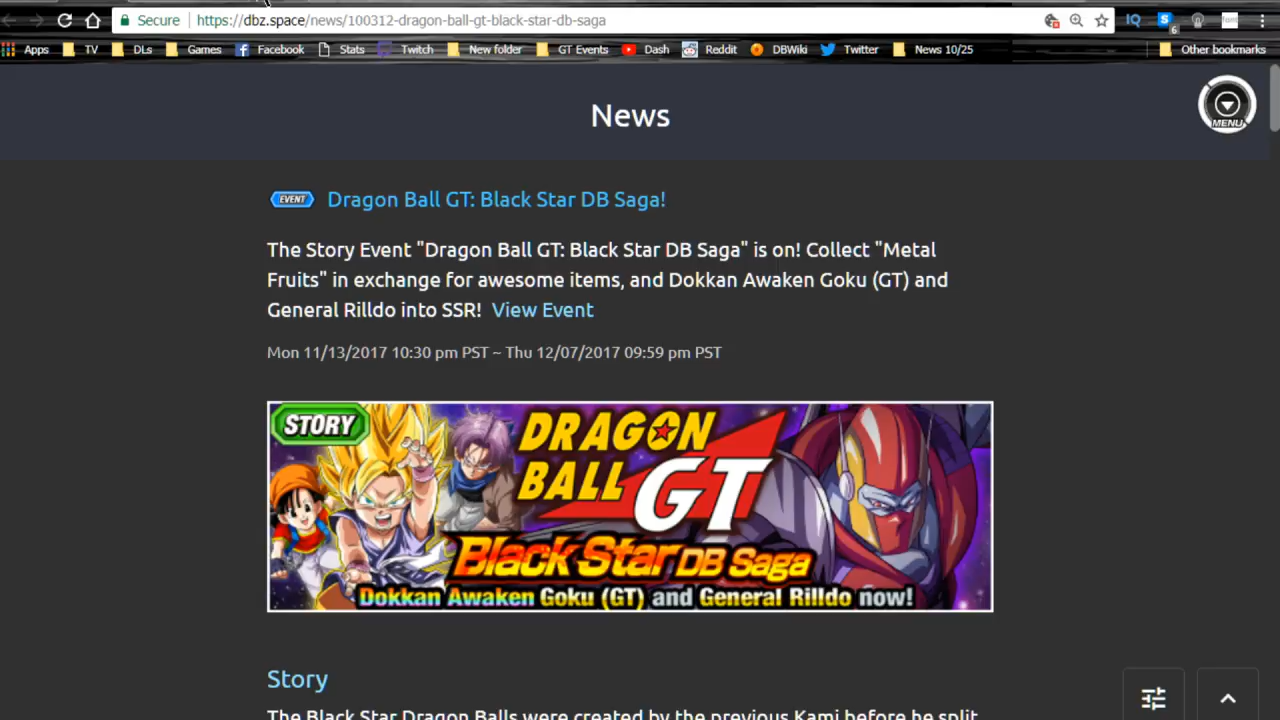 Secure https://dbz.space/news/100312-dragon-ball-gt-black-star-db-saga IQ S 6
Apps TV DLs Games Facebook Stats Twitch New folder GT Events Dash Reddit DBWiki Twitter News 10/25 Other bookmarks
News
MENU
EVENT Dragon Ball GT: Black Star DB Saga!
The Story Event "Dragon Ball GT: Black Star DB Saga" is on! Collect "Metal
Fruits" in exchange for awesome items, and Dokkan Awaken Goku (GT) and
General Rilldo into SSR! View Event
Mon 11/13/2017 10:30 pm PST ~ Thu 12/07/2017 09:59 pm PST
STORY
DRAGON
BALL GT
Black Star DB Saga
Dokkan Awaken Goku (GT) and General Rilldo now!
Story
The Black Star Dragon Balls were created by the previous Kami before he split